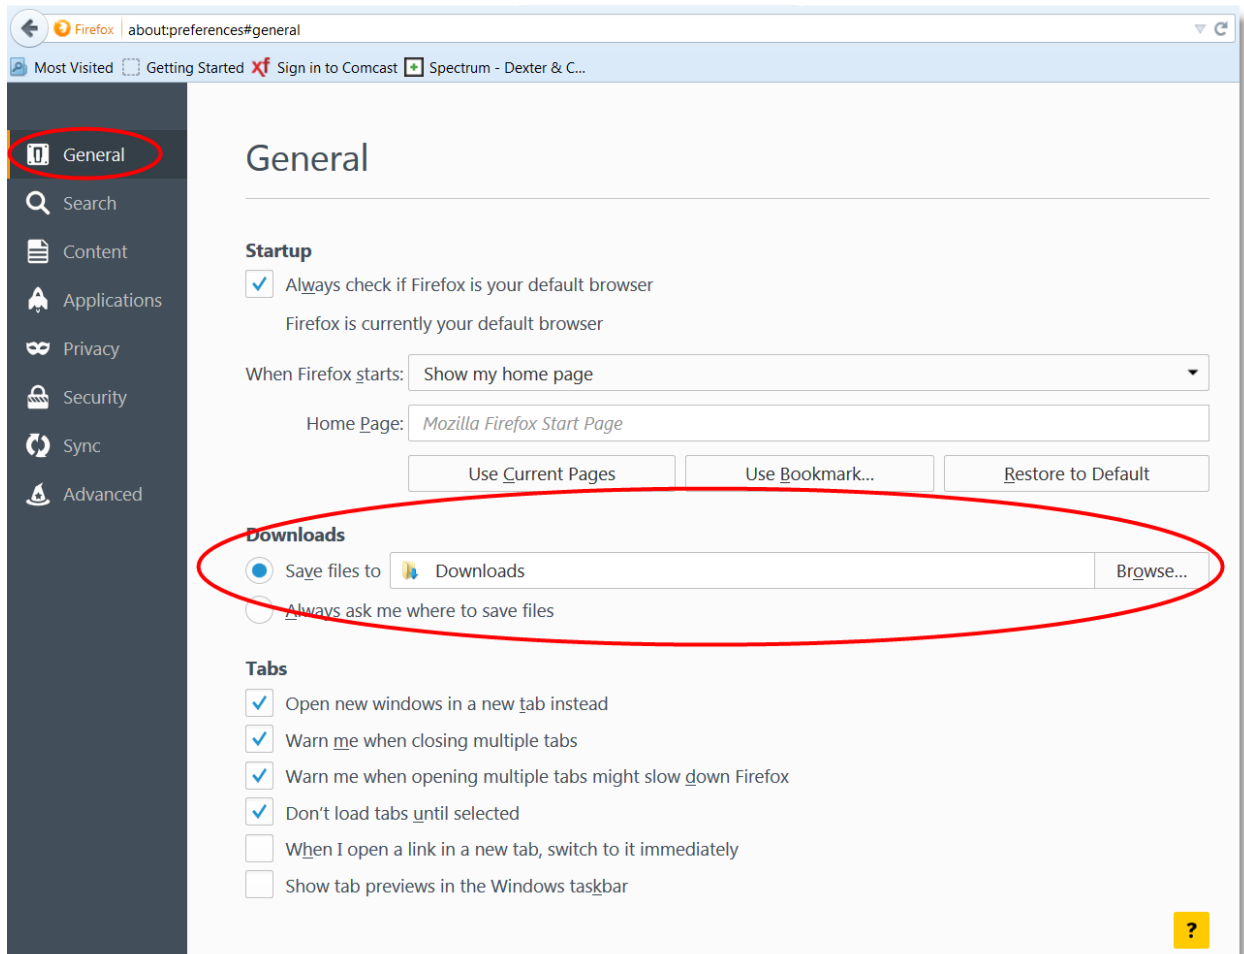 Firefox about:preferences#general
Most Visited Getting Started Sign in to Comcast Spectrum - Dexter & C...
General
Search
Content
Applications
Privacy
Security
Sync
Advanced
General
Startup
Always check if Firefox is your default browser
Firefox is currently your default browser
When Firefox starts: Show my home page
Home Page: Mozilla Firefox Start Page
Use Current Pages Use Bookmark... Restore to Default
Downloads
Save files to Downloads Browse...
Always ask me where to save files
Tabs
Open new windows in a new tab instead
Warn me when closing multiple tabs
Warn me when opening multiple tabs might slow down Firefox
Don't load tabs until selected
When I open a link in a new tab, switch to it immediately
Show tab previews in the Windows taskbar
?